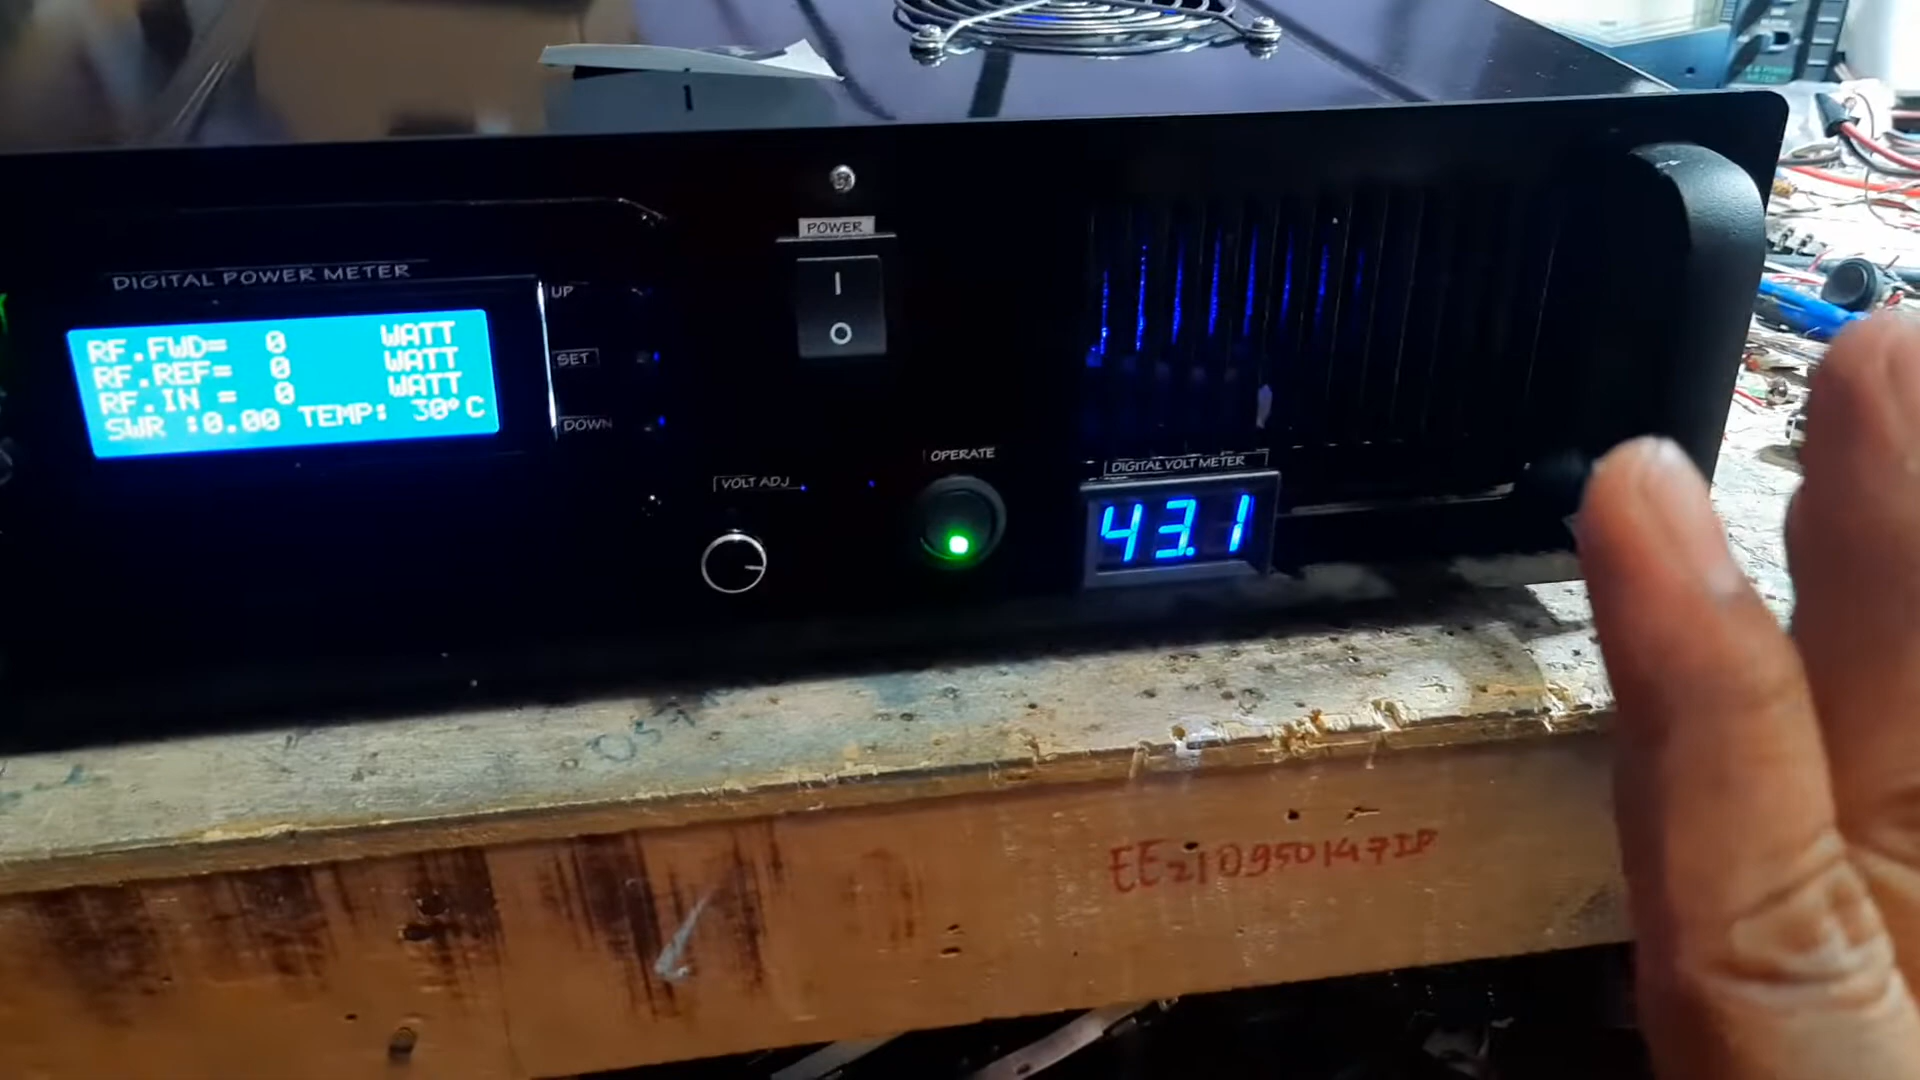 POWER
I
O
DIGITAL POWER METER
RF.FWD= 0 WATT
RF.REF= 0 WATT
RF.IN = 0 WATT
SWR :0.00 TEMP: 30°C
UP
SET
DOWN
VOLT ADJ
OPERATE
DIGITAL VOLT METER
43.1